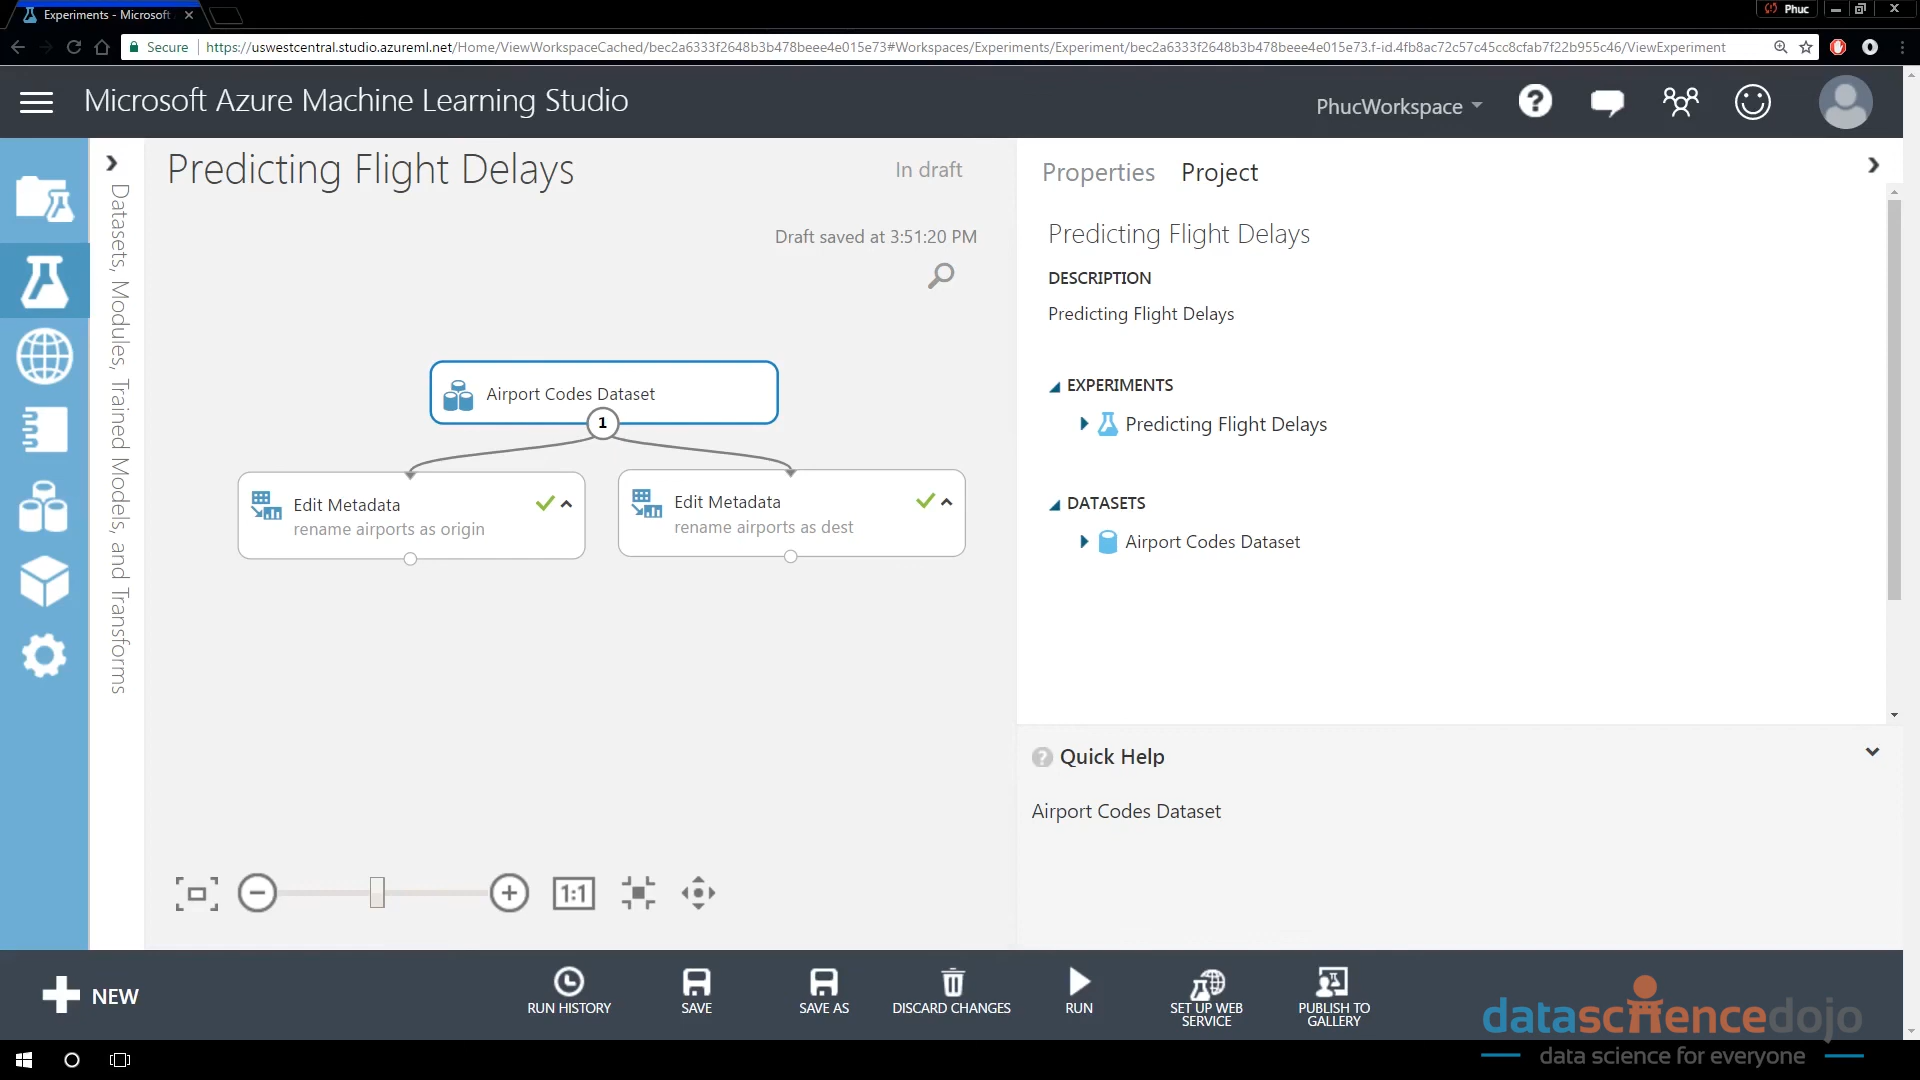 Experiments - Microsoft
Phuc
Secure
https://uswestcentral.studio.azureml.net/Home/ViewWorkspaceCached/bec2a6333f2648b3b478beee4e015e73#Workspaces/Experiments/Experiment/bec2a6333f2648b3b478beee4e015e73.f-id.4fb8ac72c57c45cc8cfab7f22b955c46/ViewExperiment
Microsoft Azure Machine Learning Studio
PhucWorkspace
Datasets, Modules, Trained Models, and Transforms
Predicting Flight Delays
In draft
Draft saved at 3:51:20 PM
Airport Codes Dataset
1
Edit Metadata
rename airports as origin
Edit Metadata
rename airports as dest
1:1
Properties
Project
Predicting Flight Delays
DESCRIPTION
Predicting Flight Delays
EXPERIMENTS
Predicting Flight Delays
DATASETS
Airport Codes Dataset
Quick Help
Airport Codes Dataset
NEW
RUN HISTORY
SAVE
SAVE AS
DISCARD CHANGES
RUN
SET UP WEB
SERVICE
PUBLISH TO
GALLERY
datasciencedojo
data science for everyone